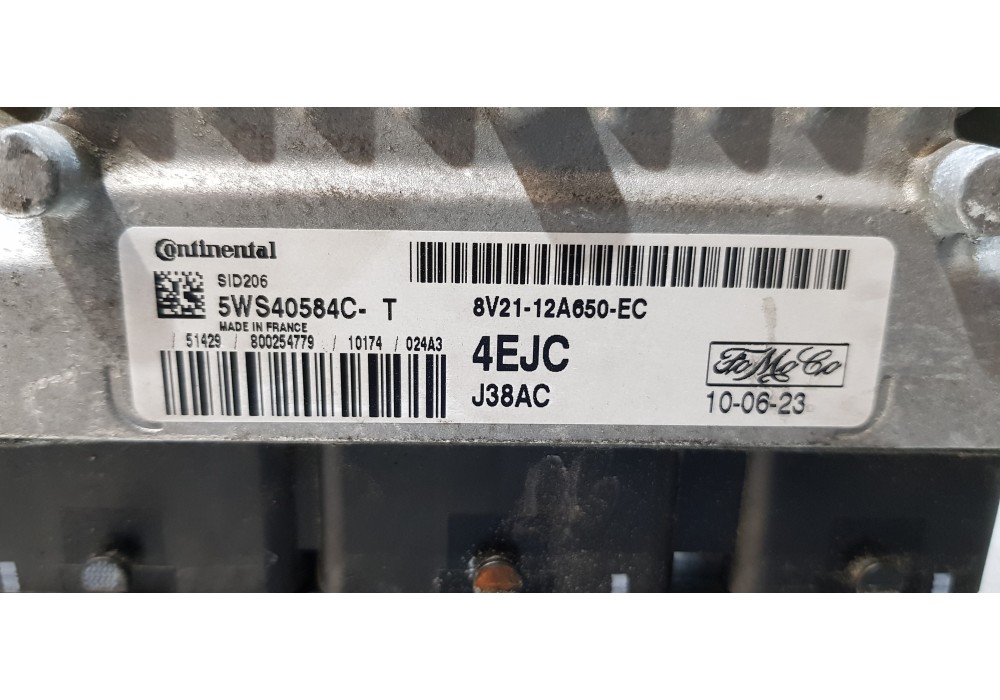 Continental
SID206
5WS40584C- T
MADE IN FRANCE
/ 51429 / 800254779 / 10174 / 024A3
8V21-12A650-EC
4EJC
J38AC
FoMoCo
10-06-23